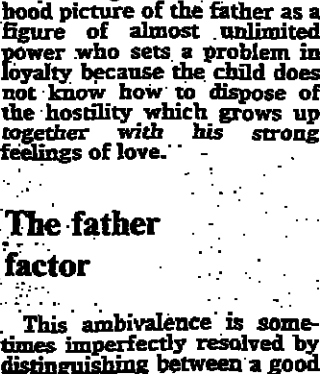 hood picture of the father as a
figure of almost unlimited
power who sets a problem in
loyalty because the child does
not know how to dispose of
the hostility which grows up
together with his strong
feelings of love.
The father
factor
This ambivalence is some-
times imperfectly resolved by
distinguishing between a good